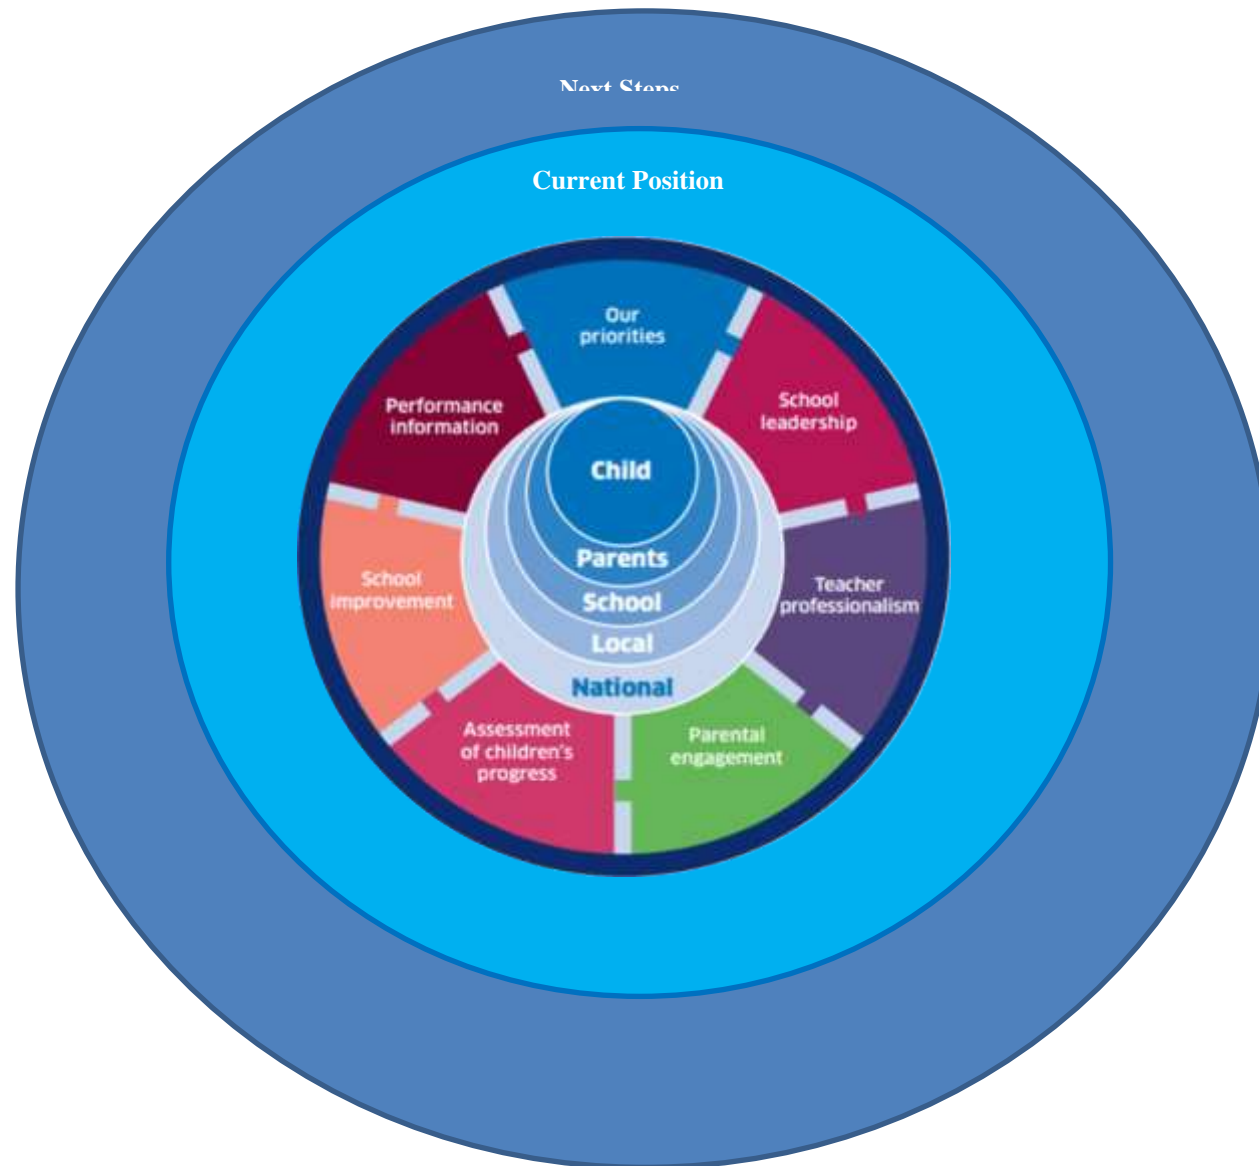 Next Steps
Current Position
Our
priorities
School
leadership
Teacher
professionalism
Parental
engagement
Assessment
of children's
progress
School
improvement
Performance
information
Child
Parents
School
Local
National